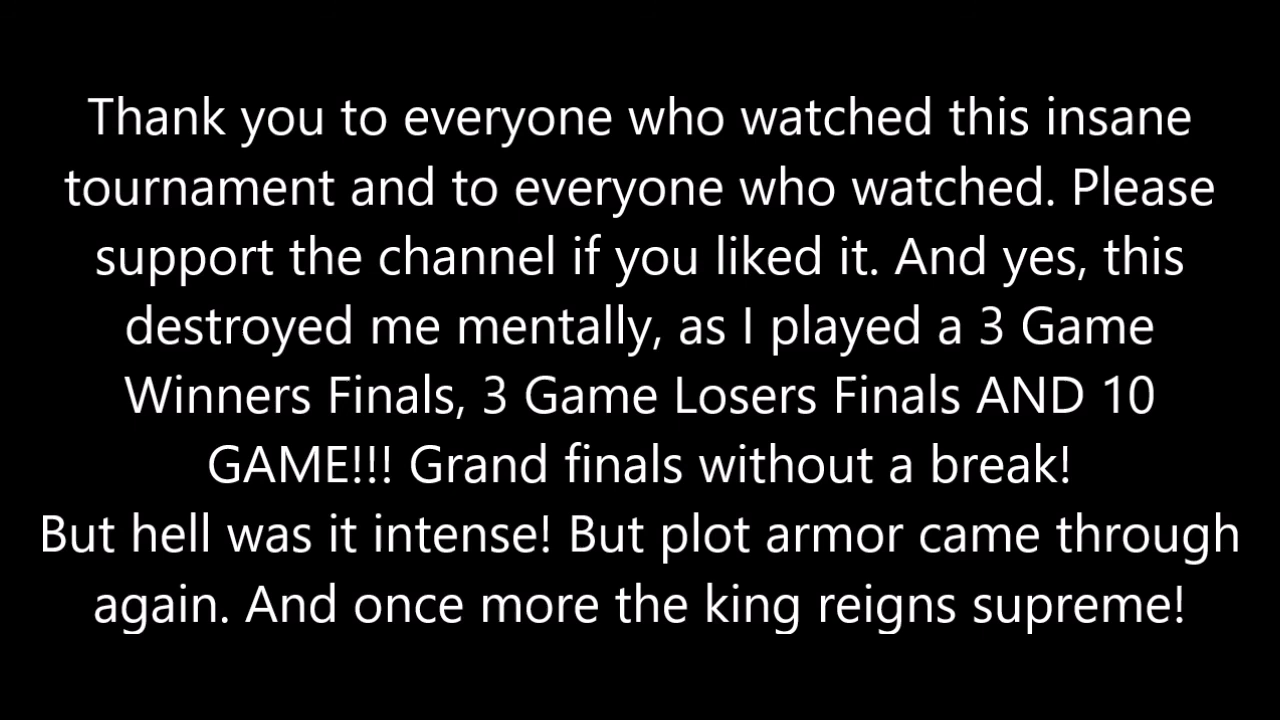 Thank you to everyone who watched this insane
tournament and to everyone who watched. Please
support the channel if you liked it. And yes, this
destroyed me mentally, as I played a 3 Game
Winners Finals, 3 Game Losers Finals AND 10
GAME!!! Grand finals without a break!
But hell was it intense! But plot armor came through
again. And once more the king reigns supreme!